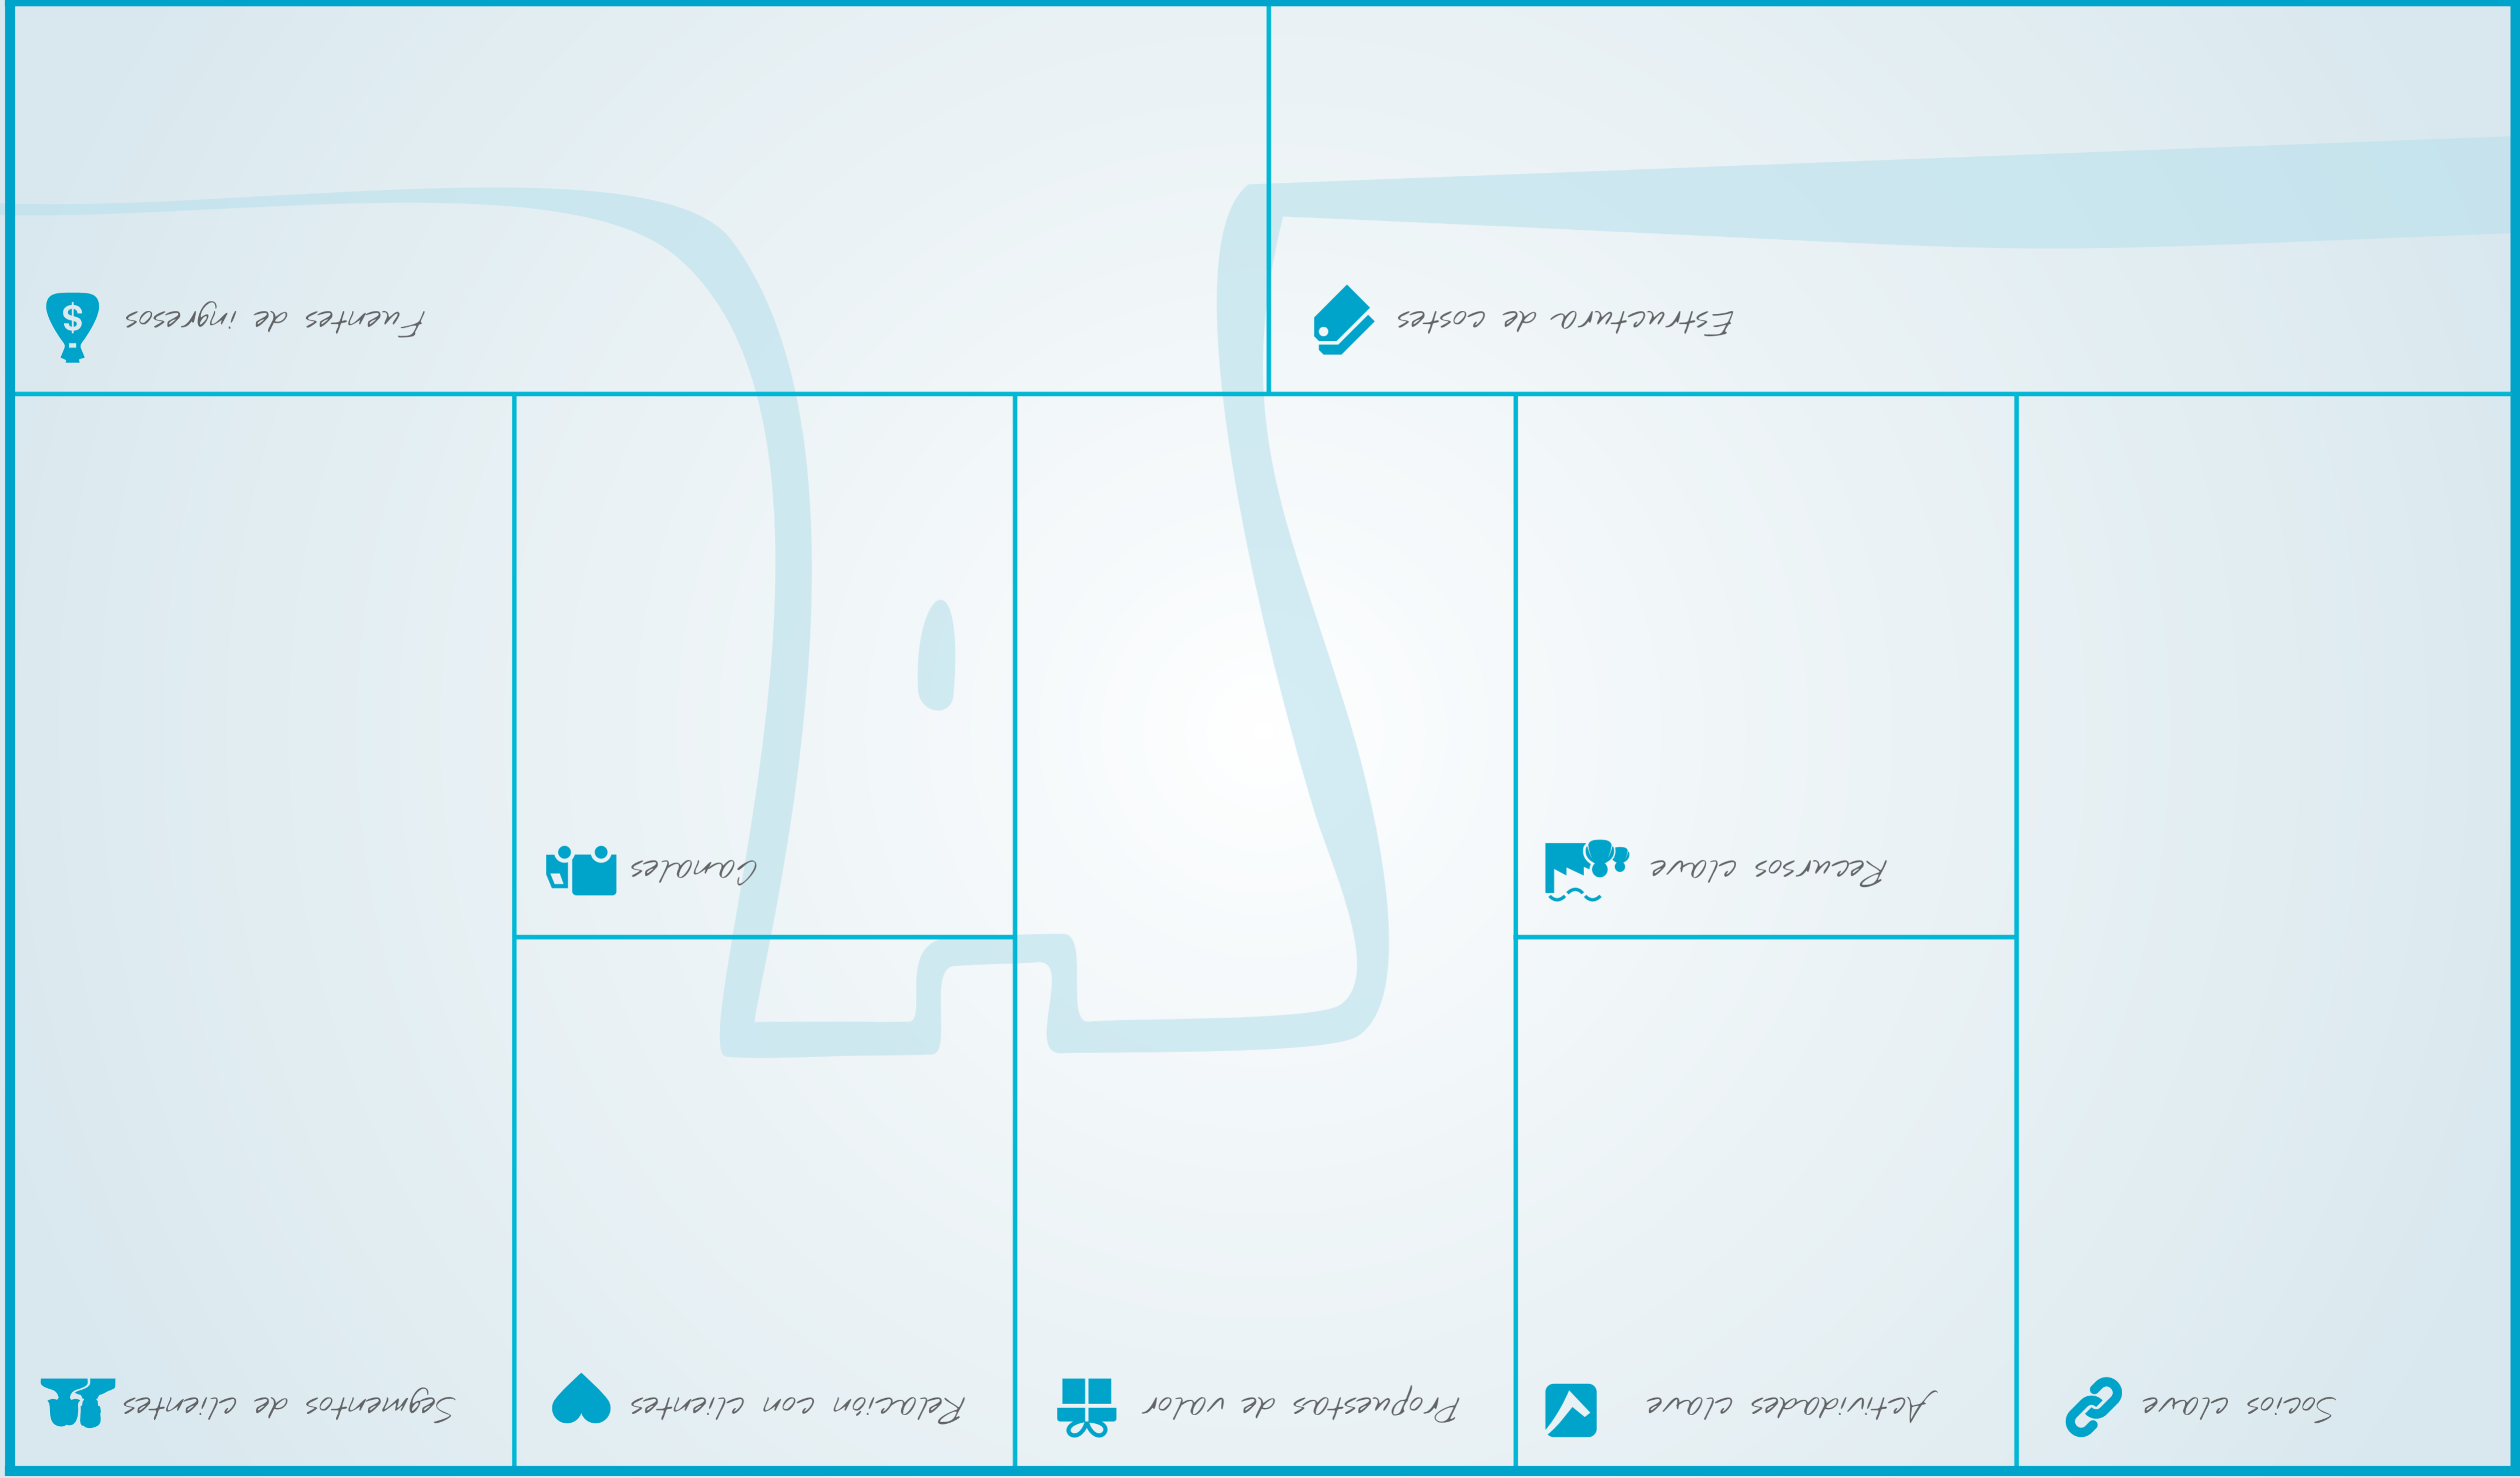 Socios clave
Actividades clave
Propuestas de valor
Relación con clientes
Segmentos de clientes
Recursos clave
Canales
Estructura de costes
Fuentes de ingresos
$